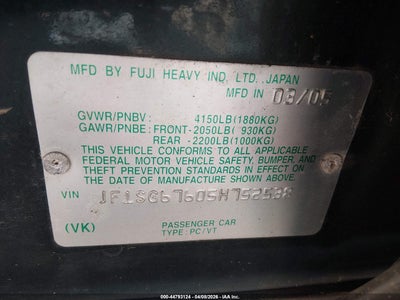 MFD BY FUJI HEAVY IND. LTD., JAPAN
MFD IN 03/05
GVWR/PNBV: 4150LB(1880KG)
GAWR/PNBE: FRONT-2050LB( 930KG)
REAR -2200LB(1000KG)
THIS VEHICLE CONFORMS TO ALL APPLICABLE
FEDERAL MOTOR VEHICLE SAFETY, BUMPER, AND
THEFT PREVENTION STANDARDS IN EFFECT ON
THE DATE OF MANUFACTURE SHOWN ABOVE.
VIN JF1SG67605H752538
(VK) PASSENGER CAR
TYPE: PC/VT
000-44793124 - 04/09/2026 - IAA, Inc.